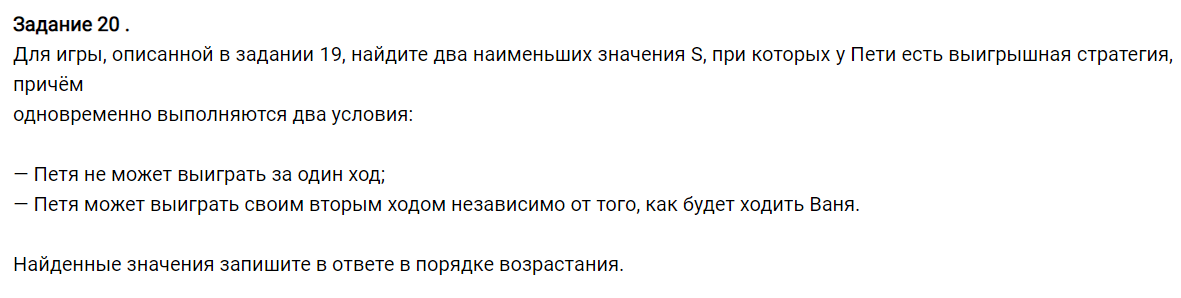 Задание 20 .
Для игры, описанной в задании 19, найдите два наименьших значения S, при которых у Пети есть выигрышная стратегия,
причём
одновременно выполняются два условия:
— Петя не может выиграть за один ход;
— Петя может выиграть своим вторым ходом независимо от того, как будет ходить Ваня.
Найденные значения запишите в ответе в порядке возрастания.